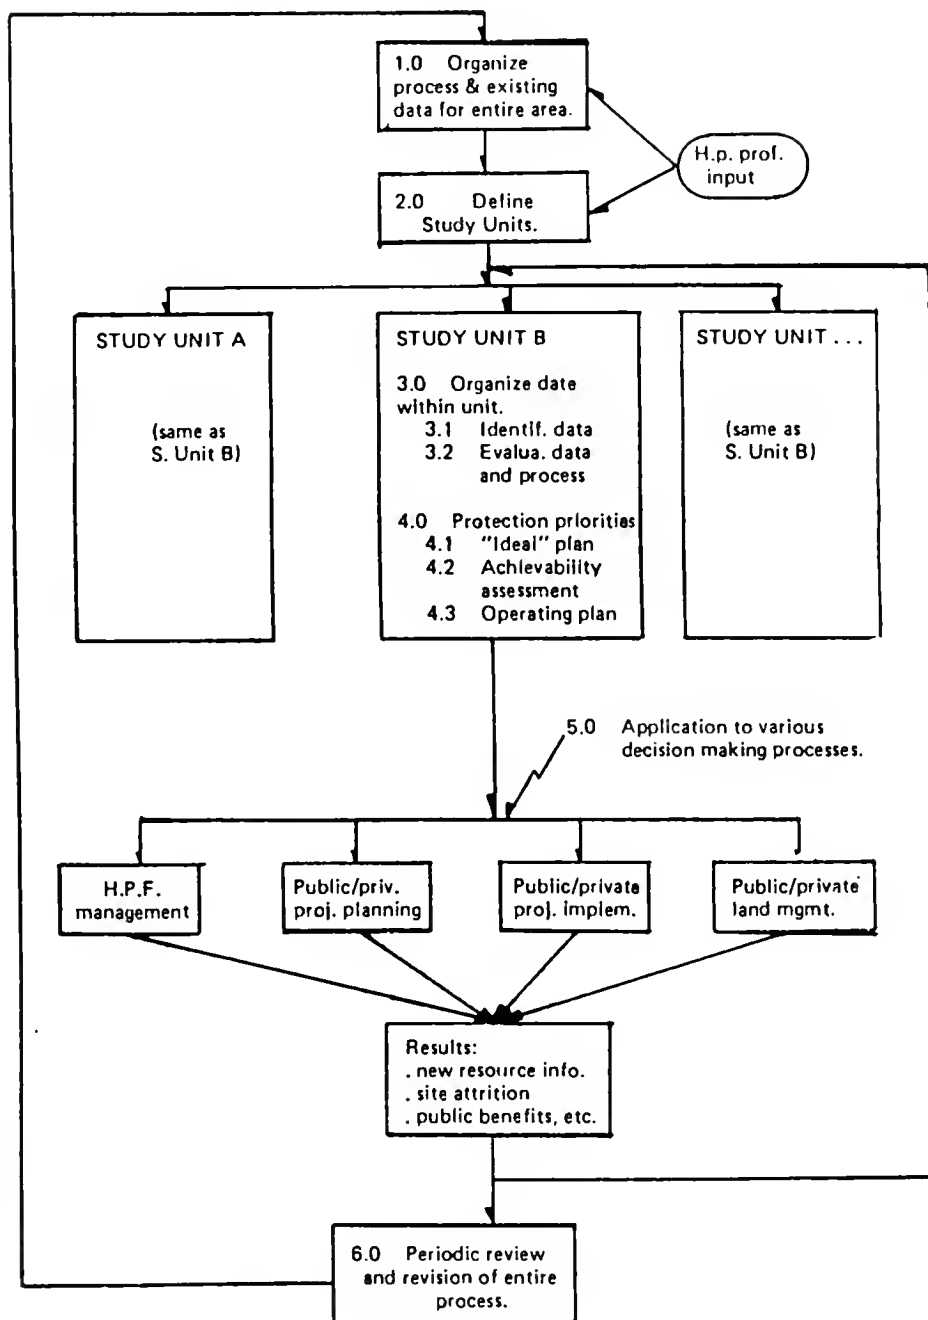 1.0 Organize
process & existing
data for entire area.
H.p. prof.
input
2.0 Define
Study Units.
STUDY UNIT A
(same as
S. Unit B)
STUDY UNIT B
3.0 Organize date
within unit.
3.1 Identif. data
3.2 Evalua. data
and process
4.0 Protection priorities
4.1 "Ideal" plan
4.2 Achievability
assessment
4.3 Operating plan
STUDY UNIT ...
(same as
S. Unit B)
5.0 Application to various
decision making processes.
H.P.F.
management
Public/priv.
proj. planning
Public/private
proj. implem.
Public/private
land mgmt.
Results:
. new resource info.
. site attrition
. public benefits, etc.
6.0 Periodic review
and revision of entire
process.